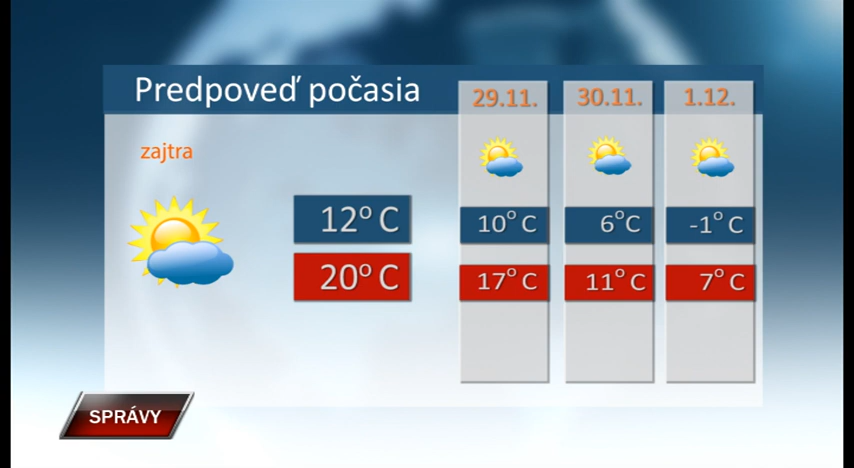 Predpoveď počasia
zajtra
12° C
20° C
29.11.
10° C
17° C
30.11.
6°C
11° C
1.12.
-1° C
7° C
SPRÁVY